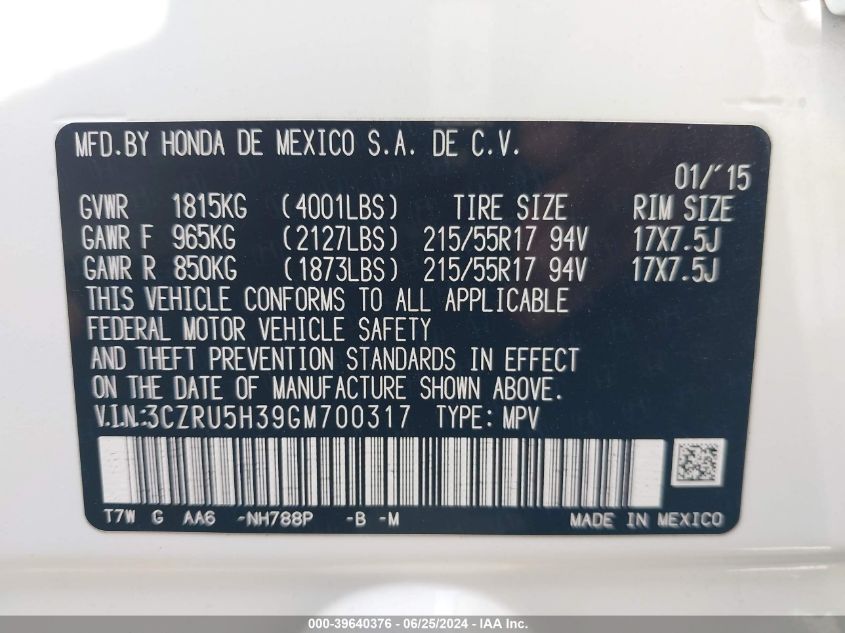 MFD.BY HONDA DE MEXICO S.A. DE C.V.
01/'15
GVWR 1815KG (4001LBS) TIRE SIZE RIM SIZE
GAWR F 965KG (2127LBS) 215/55R17 94V 17X7.5J
GAWR R 850KG (1873LBS) 215/55R17 94V 17X7.5J
THIS VEHICLE CONFORMS TO ALL APPLICABLE
FEDERAL MOTOR VEHICLE SAFETY
AND THEFT PREVENTION STANDARDS IN EFFECT
ON THE DATE OF MANUFACTURE SHOWN ABOVE.
V.I.N.:3CZRU5H39GM700317 TYPE: MPV
T7W G AA6 -NH788P -B -M MADE IN MEXICO
000-39640376 - 06/25/2024 - IAA Inc.